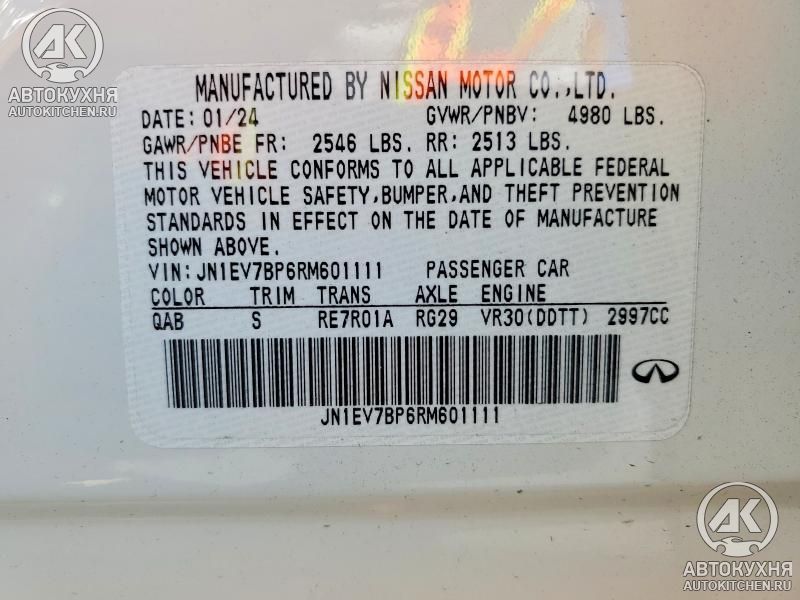 АК
АВТОКУХНЯ
AUTOKITCHEN.RU
MANUFACTURED BY NISSAN MOTOR CO.,LTD.
DATE: 01/24 GVWR/PNBV: 4980 LBS.
GAWR/PNBE FR: 2546 LBS. RR: 2513 LBS.
THIS VEHICLE CONFORMS TO ALL APPLICABLE FEDERAL
MOTOR VEHICLE SAFETY,BUMPER,AND THEFT PREVENTION
STANDARDS IN EFFECT ON THE DATE OF MANUFACTURE
SHOWN ABOVE.
VIN:JN1EV7BP6RM601111 PASSENGER CAR
COLOR TRIM TRANS AXLE ENGINE
QAB S RE7R01A RG29 VR30(DDTT) 2997CC
JN1EV7BP6RM601111
АК
АВТОКУХНЯ
AUTOKITCHEN.RU